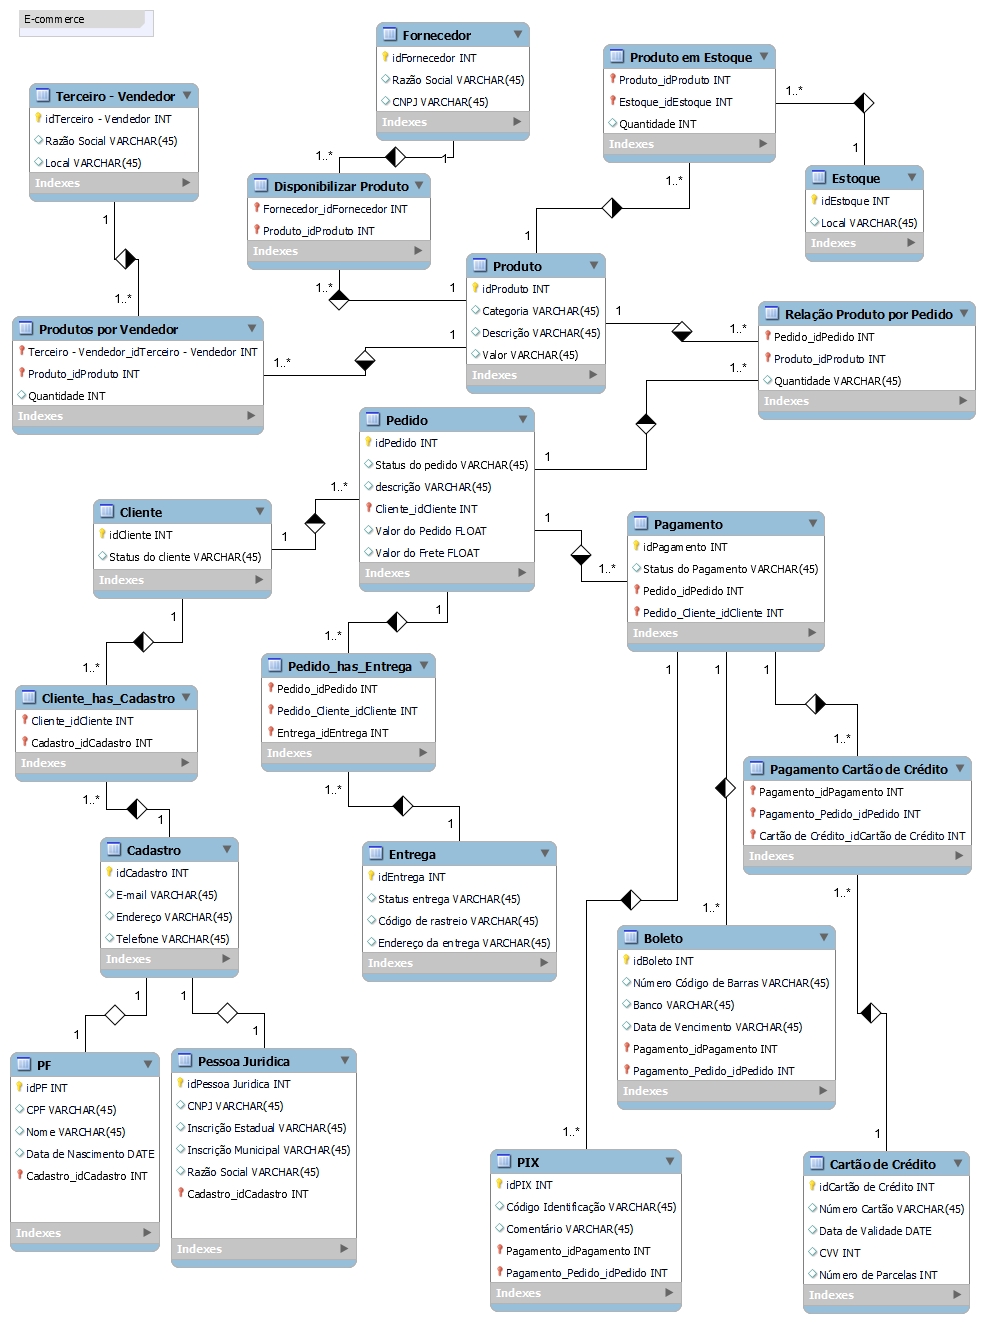 E-commerce
Fornecedor
idFornecedor INT
Razão Social VARCHAR(45)
CNPJ VARCHAR(45)
Indexes
Produto em Estoque
Produto_idProduto INT
Estoque_idEstoque INT
Quantidade INT
Indexes
Terceiro - Vendedor
idTerceiro - Vendedor INT
Razão Social VARCHAR(45)
Local VARCHAR(45)
Indexes
1..*
1
1..*
1
Disponibilizar Produto
Fornecedor_idFornecedor INT
Produto_idProduto INT
Indexes
Estoque
idEstoque INT
Local VARCHAR(45)
Indexes
1..*
1
1
1..*
1..*
1
Produto
idProduto INT
Categoria VARCHAR(45)
Descrição VARCHAR(45)
Valor VARCHAR(45)
Indexes
Produtos por Vendedor
Terceiro - Vendedor_idTerceiro - Vendedor INT
Produto_idProduto INT
Quantidade INT
Indexes
1
1..*
1
1..*
1..*
Relação Produto por Pedido
Pedido_idPedido INT
Produto_idProduto INT
Quantidade VARCHAR(45)
Indexes
Pedido
idPedido INT
Status do pedido VARCHAR(45)
descrição VARCHAR(45)
Cliente_idCliente INT
Valor do Pedido FLOAT
Valor do Frete FLOAT
Indexes
1
1..*
1
1
1..*
Cliente
idCliente INT
Status do cliente VARCHAR(45)
Indexes
Pagamento
idPagamento INT
Status do Pagamento VARCHAR(45)
Pedido_idPedido INT
Pedido_Cliente_idCliente INT
Indexes
1
1..*
1
1..*
1
1
1
1..*
Cliente_has_Cadastro
Cliente_idCliente INT
Cadastro_idCadastro INT
Indexes
Pedido_has_Entrega
Pedido_idPedido INT
Pedido_Cliente_idCliente INT
Entrega_idEntrega INT
Indexes
Pagamento Cartão de Crédito
Pagamento_idPagamento INT
Pagamento_Pedido_idPedido INT
Cartão de Crédito_idCartão de Crédito INT
Indexes
1..*
1
1..*
1
1..*
1..*
Cadastro
idCadastro INT
E-mail VARCHAR(45)
Endereço VARCHAR(45)
Telefone VARCHAR(45)
Indexes
Entrega
idEntrega INT
Status entrega VARCHAR(45)
Código de rastreio VARCHAR(45)
Endereço da entrega VARCHAR(45)
Indexes
Boleto
idBoleto INT
Número Código de Barras VARCHAR(45)
Banco VARCHAR(45)
Data de Vencimento VARCHAR(45)
Pagamento_idPagamento INT
Pagamento_Pedido_idPedido INT
Indexes
1
1
1
1
PF
idPF INT
CPF VARCHAR(45)
Nome VARCHAR(45)
Data de Nascimento DATE
Cadastro_idCadastro INT
Indexes
Pessoa Juridica
idPessoa Juridica INT
CNPJ VARCHAR(45)
Inscrição Estadual VARCHAR(45)
Inscrição Municipal VARCHAR(45)
Razão Social VARCHAR(45)
Cadastro_idCadastro INT
Indexes
1..*
1
PIX
idPIX INT
Código Identificação VARCHAR(45)
Comentário VARCHAR(45)
Pagamento_idPagamento INT
Pagamento_Pedido_idPedido INT
Indexes
Cartão de Crédito
idCartão de Crédito INT
Número Cartão VARCHAR(45)
Data de Validade DATE
CVV INT
Número de Parcelas INT
Indexes